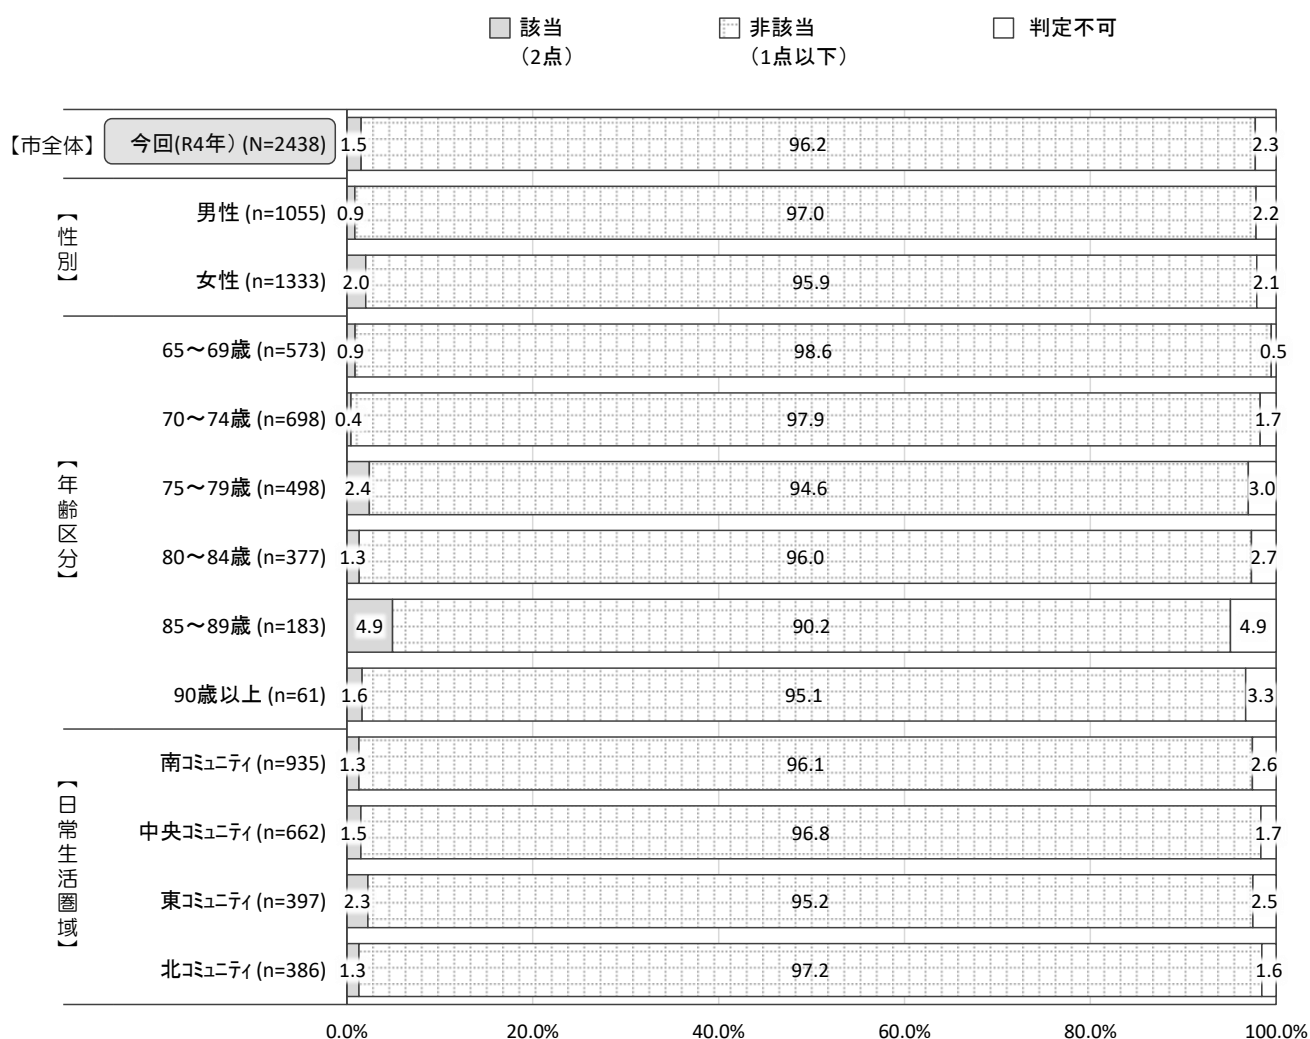 該当 非該当 判定不可
（2点） （1点以下）
【市全体】 今回(R4年) (N=2438) 1.5 96.2 2.3
【性別】
男性 (n=1055) 0.9 97.0 2.2
女性 (n=1333) 2.0 95.9 2.1
【年齢区分】
65～69歳 (n=573) 0.9 98.6 0.5
70～74歳 (n=698) 0.4 97.9 1.7
75～79歳 (n=498) 2.4 94.6 3.0
80～84歳 (n=377) 1.3 96.0 2.7
85～89歳 (n=183) 4.9 90.2 4.9
90歳以上 (n=61) 1.6 95.1 3.3
【日常生活圏域】
南ｺﾐｭﾆﾃｨ (n=935) 1.3 96.1 2.6
中央ｺﾐｭﾆﾃｨ (n=662) 1.5 96.8 1.7
東ｺﾐｭﾆﾃｨ (n=397) 2.3 95.2 2.5
北ｺﾐｭﾆﾃｨ (n=386) 1.3 97.2 1.6
0.0% 20.0% 40.0% 60.0% 80.0% 100.0%